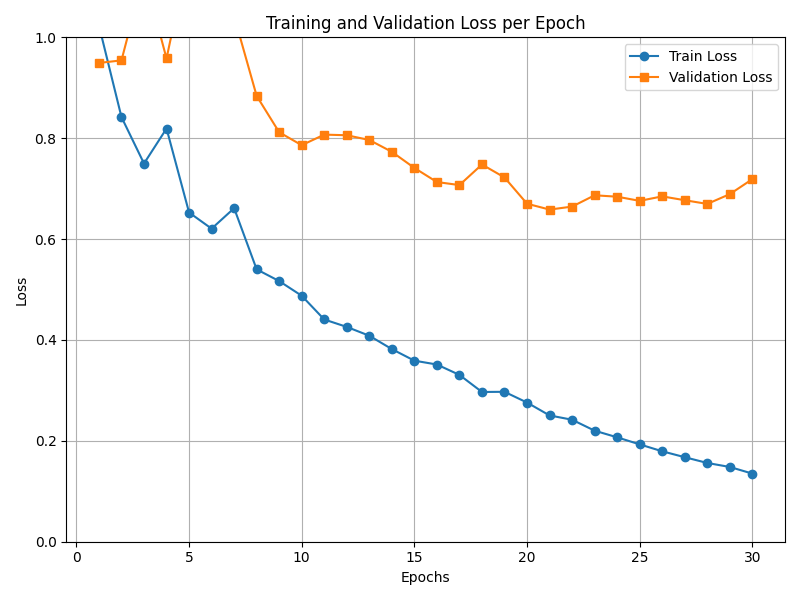 Training and Validation Loss per Epoch
Train Loss
Validation Loss
Loss
1.0
0.8
0.6
0.4
0.2
0.0
0 5 10 15 20 25 30
Epochs